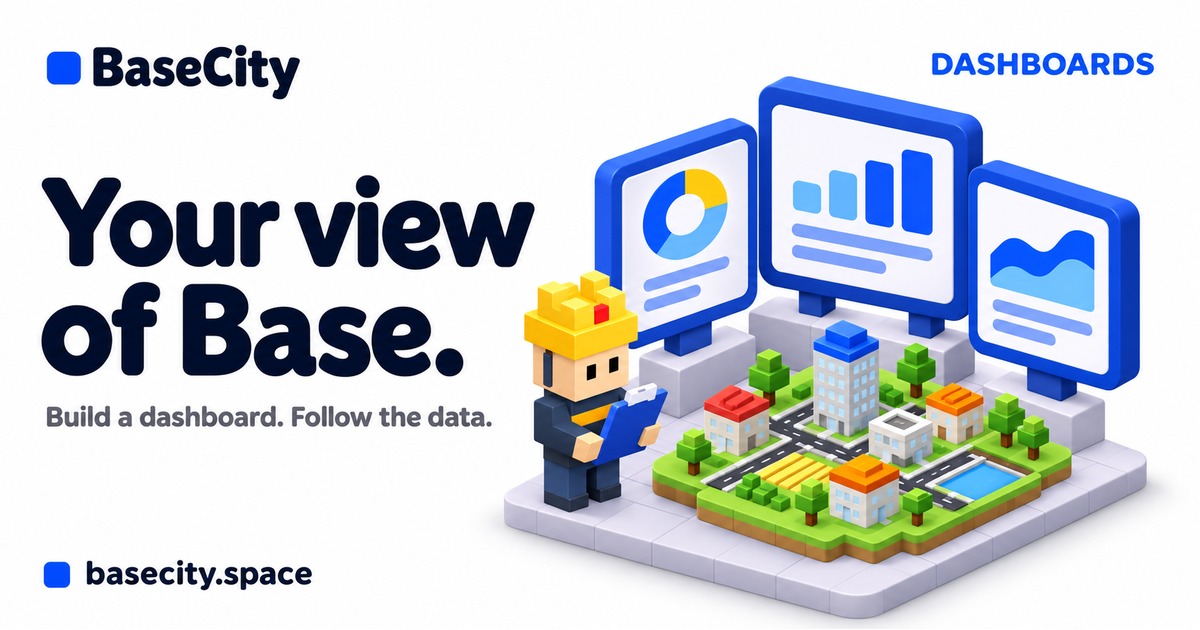 BaseCity
DASHBOARDS
Your view
of Base.
Build a dashboard. Follow the data.
basecity.space